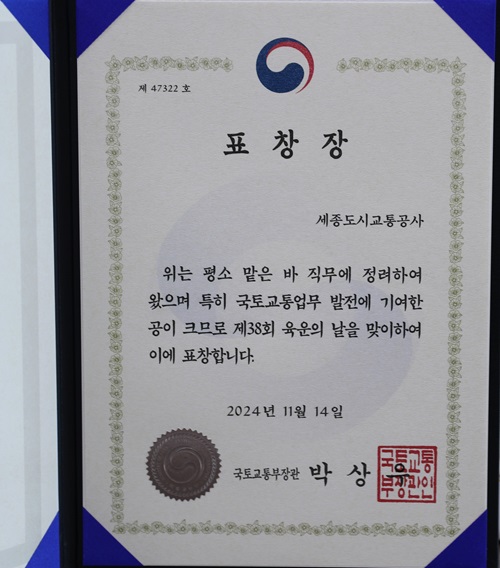 제 47322 호
표 창 장
세종도시교통공사
위는 평소 맡은 바 직무에 정려하여
왔으며 특히 국토교통업무 발전에 기여한
공이 크므로 제38회 육운의 날을 맞이하여
이에 표창합니다.
2024년 11월 14일
국토교통부장관 박 상 우
국토교통
부장관인